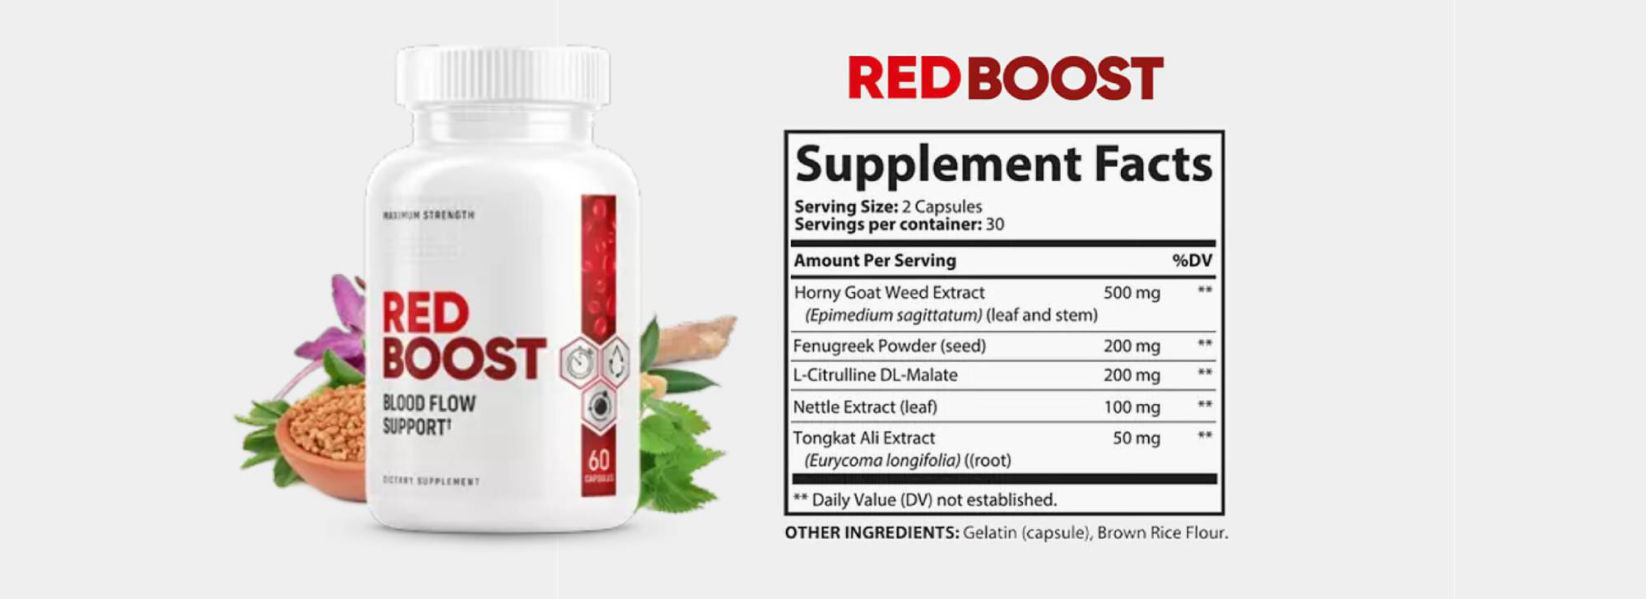 MAXIMUM STRENGTH
RED
BOOST
BLOOD FLOW
SUPPORT†
DIETARY SUPPLEMENT
60
CAPSULES
REDBOOST
Supplement Facts
Serving Size: 2 Capsules
Servings per container: 30
Amount Per Serving %DV
Horny Goat Weed Extract 500 mg **
(Epimedium sagittatum) (leaf and stem)
Fenugreek Powder (seed) 200 mg **
L-Citrulline DL-Malate 200 mg **
Nettle Extract (leaf) 100 mg **
Tongkat Ali Extract 50 mg **
(Eurycoma longifolia) ((root)
** Daily Value (DV) not established.
OTHER INGREDIENTS: Gelatin (capsule), Brown Rice Flour.